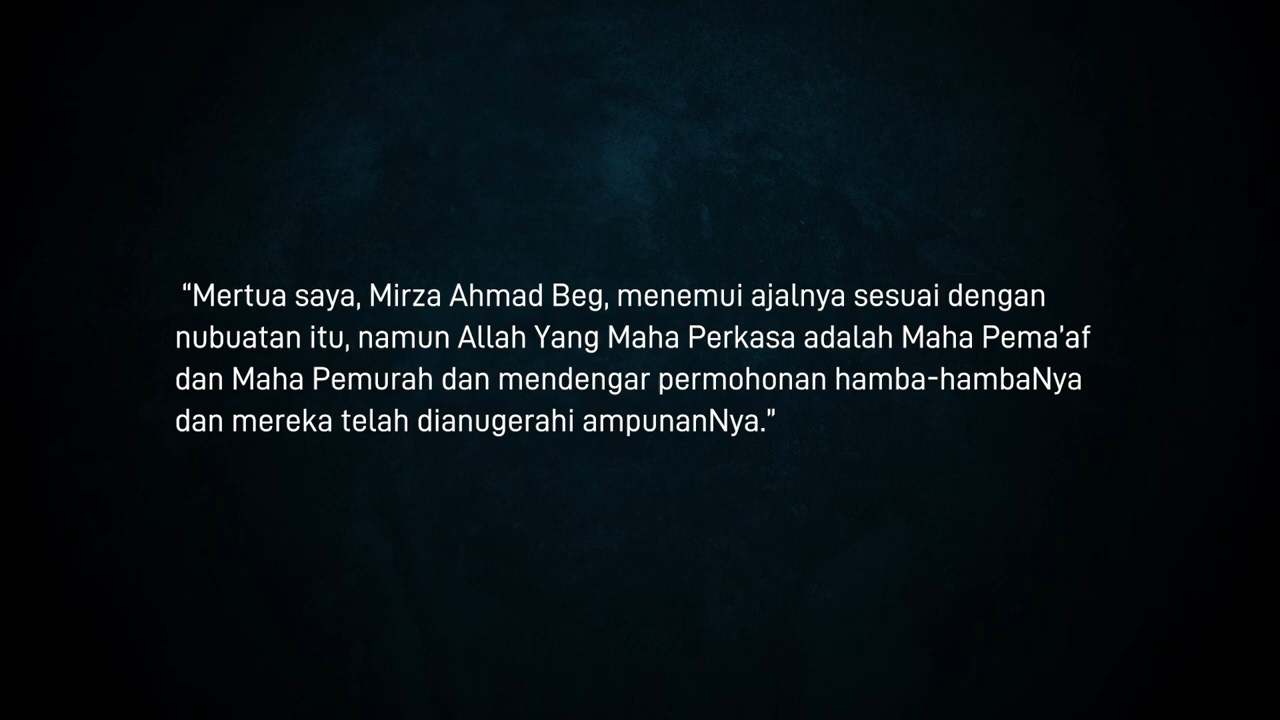 “Mertua saya, Mirza Ahmad Beg, menemui ajalnya sesuai dengan
nubuatan itu, namun Allah Yang Maha Perkasa adalah Maha Pema’af
dan Maha Pemurah dan mendengar permohonan hamba-hambaNya
dan mereka telah dianugerahi ampunanNya.”